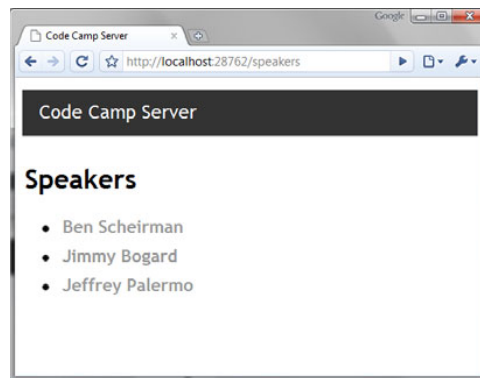 Google
Code Camp Server
http://localhost:28762/speakers
Code Camp Server
Speakers
Ben Scheirman
Jimmy Bogard
Jeffrey Palermo